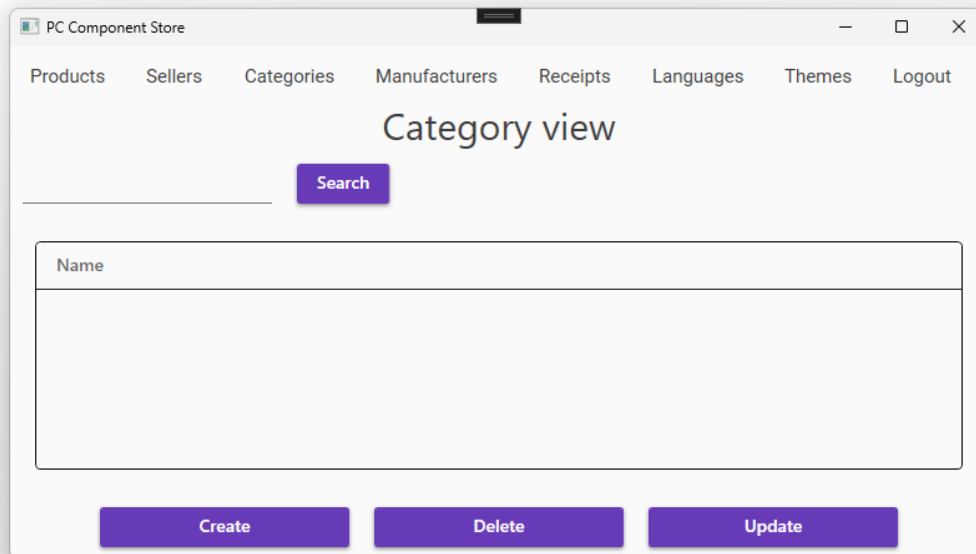 PC Component Store
Products Sellers Categories Manufacturers Receipts Languages Themes Logout
Category view
Search
Name
Create Delete Update